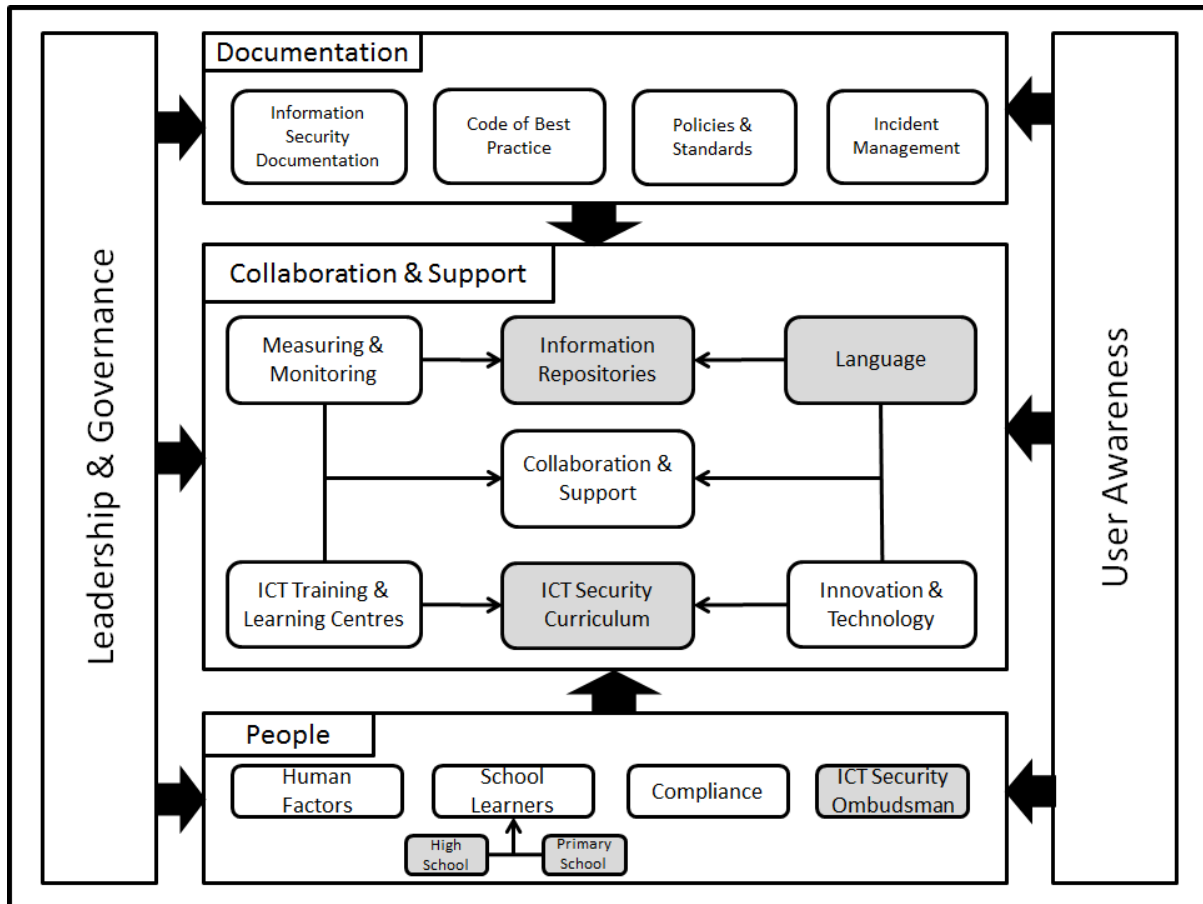 Leadership & Governance
Documentation
Information
Security
Documentation
Code of Best
Practice
Policies &
Standards
Incident
Management
Collaboration & Support
Measuring &
Monitoring
Information
Repositories
Language
Collaboration &
Support
ICT Training &
Learning Centres
ICT Security
Curriculum
Innovation &
Technology
People
Human
Factors
School
Learners
Compliance
ICT Security
Ombudsman
High
School
Primary
School
User Awareness